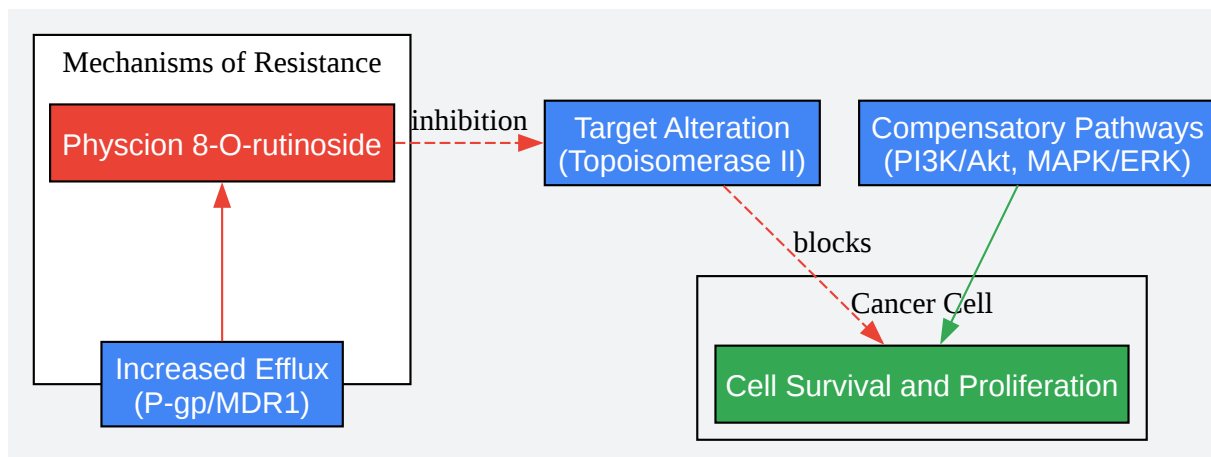 Mechanisms of Resistance
Physcion 8-O-rutinoside
inhibition
Target Alteration
(Topoisomerase II)
Compensatory Pathways
(PI3K/Akt, MAPK/ERK)
blocks
Cancer Cell
Increased Efflux
(P-gp/MDR1)
Cell Survival and Proliferation